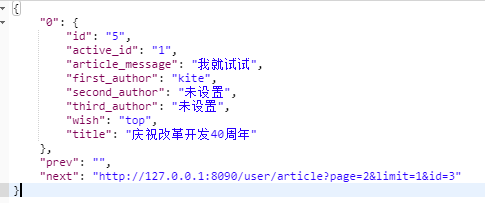 {
"0": {
"id": "5",
"active_id": "1",
"article_message": "我就试试",
"first_author": "kite",
"second_author": "未设置",
"third_author": "未设置",
"wish": "top",
"title": "庆祝改革开发40周年"
},
"prev": "",
"next": "http://127.0.0.1:8090/user/article?page=2&limit=1&id=3"
}